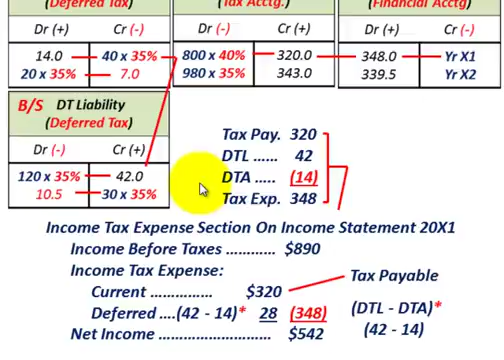 (Deferred Tax) (Tax Acctg.) (Financial Acctg)
Dr (+) Cr (-) Dr (-) Cr (+) Dr (+) Cr (-)
14.0 40 x 35% 800 x 40% 320.0 348.0 Yr X1
20 x 35% 7.0 980 x 35% 343.0 339.5 Yr X2
B/S DT Liability
(Deferred Tax)
Dr (-) Cr (+)
120 x 35% 42.0
10.5 30 x 35%
Tax Pay. 320
DTL ...... 42
DTA ..... (14)
Tax Exp. 348
Income Tax Expense Section On Income Statement 20X1
Income Before Taxes ............ $890
Income Tax Expense:
Current .............. $320
Deferred ....(42 - 14)* 28 (348)
Net Income ........................... $542
Tax Payable
(DTL - DTA)*
(42 - 14)